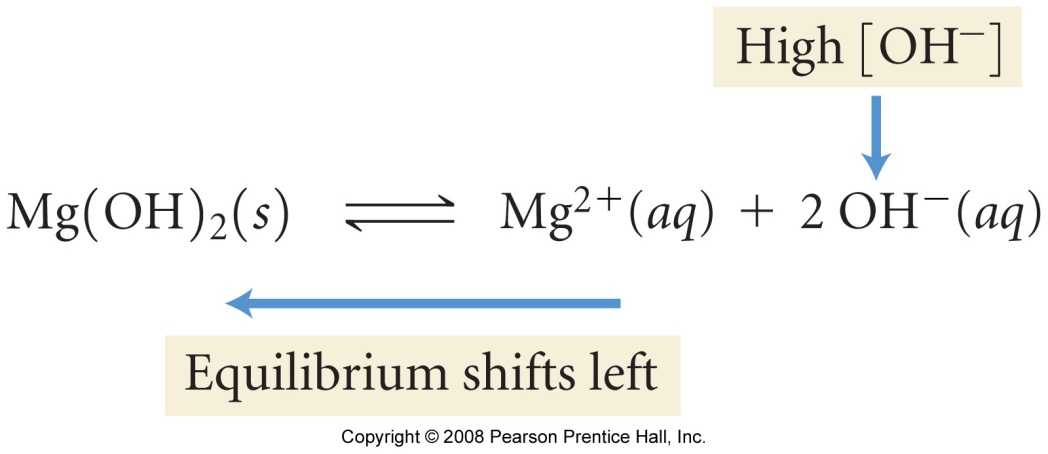 High [OH⁻]
Mg(OH)₂(s) ⇌ Mg²⁺(aq) + 2 OH⁻(aq)
Equilibrium shifts left
Copyright © 2008 Pearson Prentice Hall, Inc.